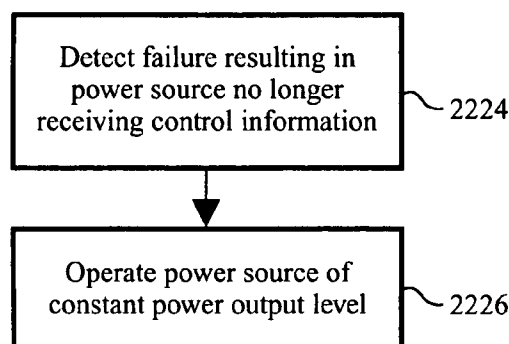 Detect failure resulting in
power source no longer
receiving control information
2224
Operate power source of
constant power output level
2226